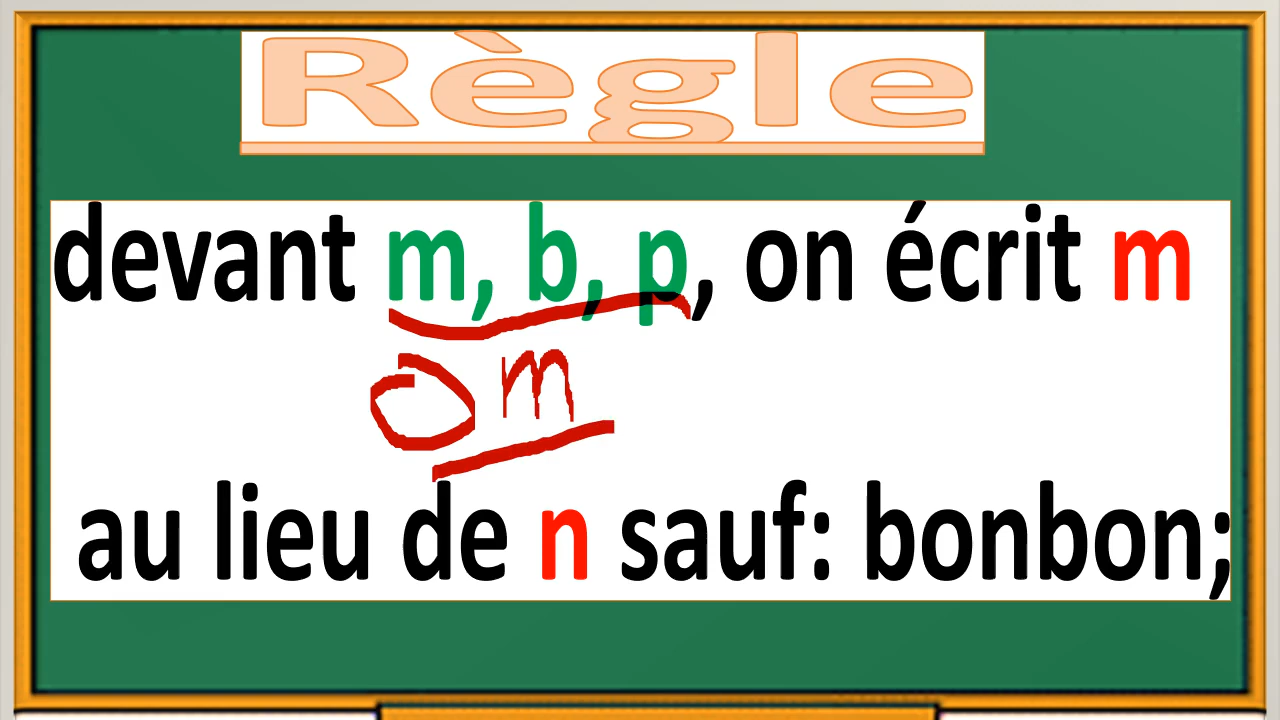 Règle
devant m, b, p, on écrit m
om
au lieu de n sauf: bonbon;